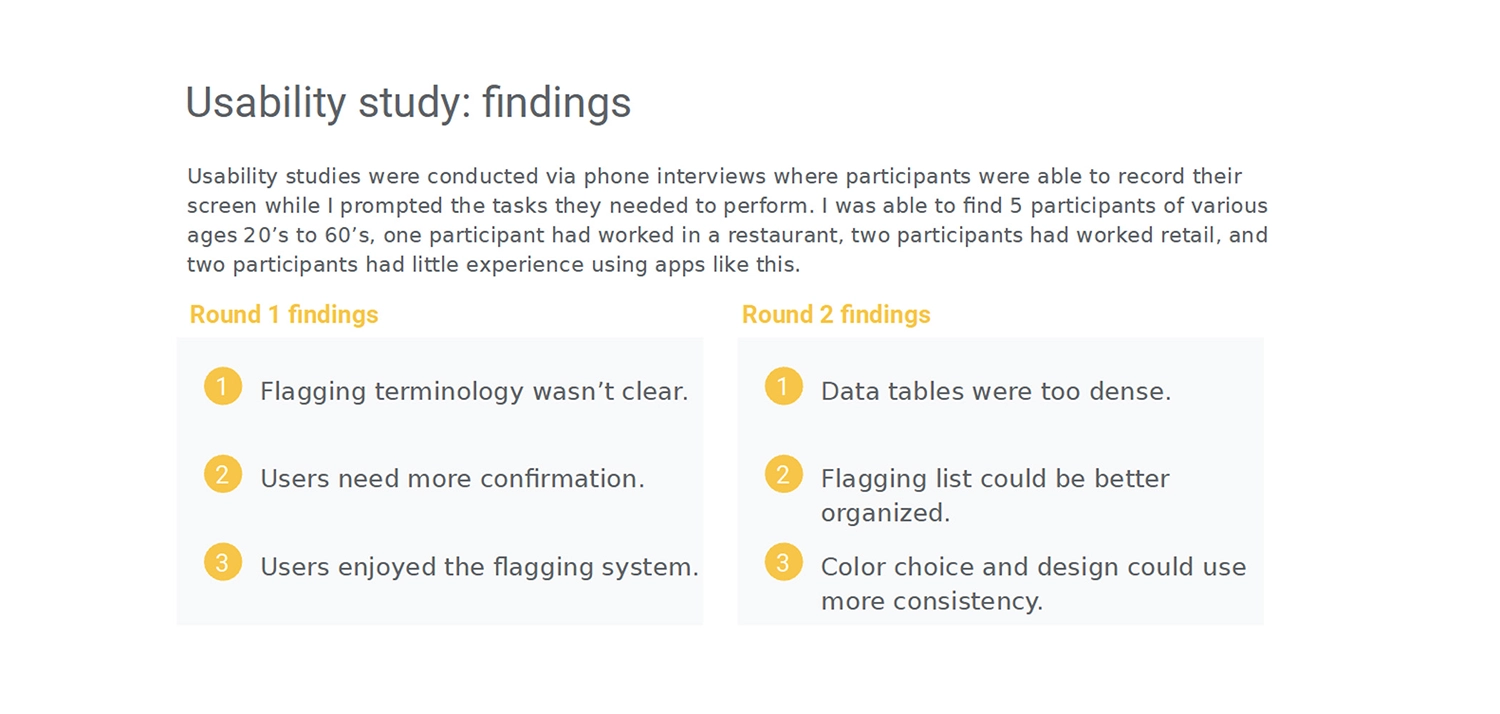 Usability study: findings
Usability studies were conducted via phone interviews where participants were able to record their
screen while I prompted the tasks they needed to perform. I was able to find 5 participants of various
ages 20’s to 60’s, one participant had worked in a restaurant, two participants had worked retail, and
two participants had little experience using apps like this.
Round 1 findings
1 Flagging terminology wasn’t clear.
2 Users need more confirmation.
3 Users enjoyed the flagging system.
Round 2 findings
1 Data tables were too dense.
2 Flagging list could be better
organized.
3 Color choice and design could use
more consistency.